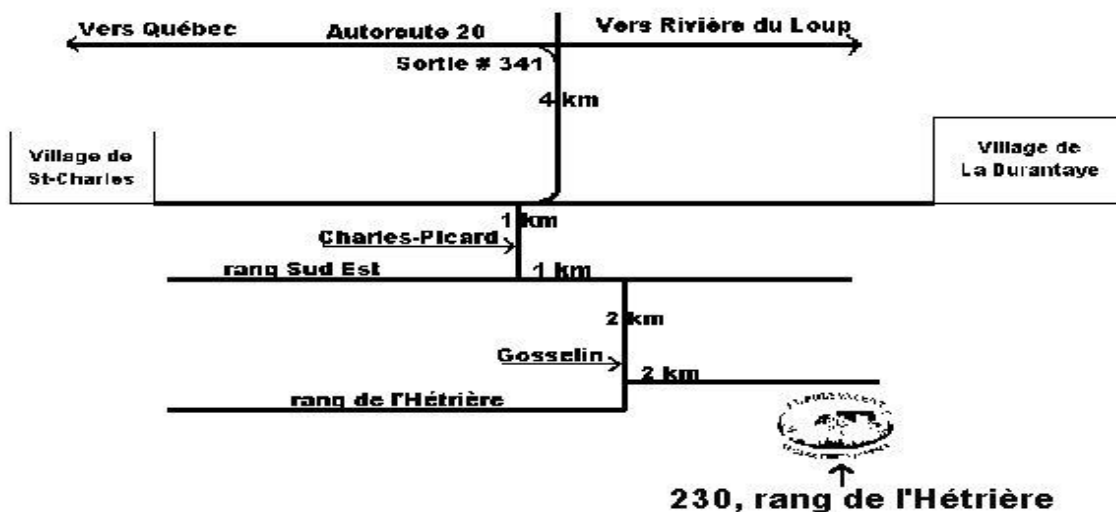 Vers Québec
Autoroute 20
Vers Rivière du Loup
Sortie # 341
4 km
Village de
St-Charles
Village de
La Durantaye
1 km
Charles-Picard
rang Sud Est
1 km
2 km
Gosselin
2 km
rang de l'Hétrière
230, rang de l'Hétrière